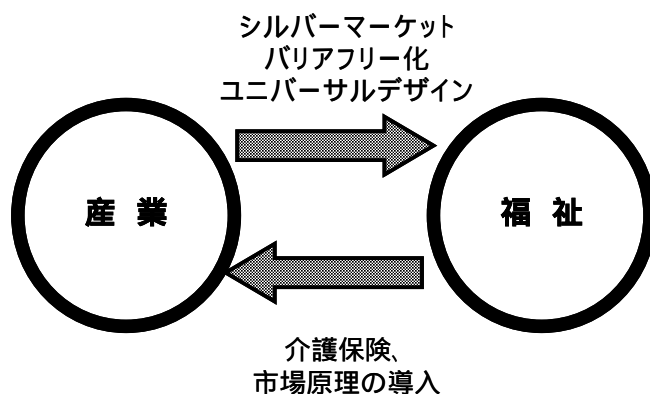 シルバーマーケット
バリアフリー化
ユニバーサルデザイン
産 業
福 祉
介護保険、
市場原理の導入